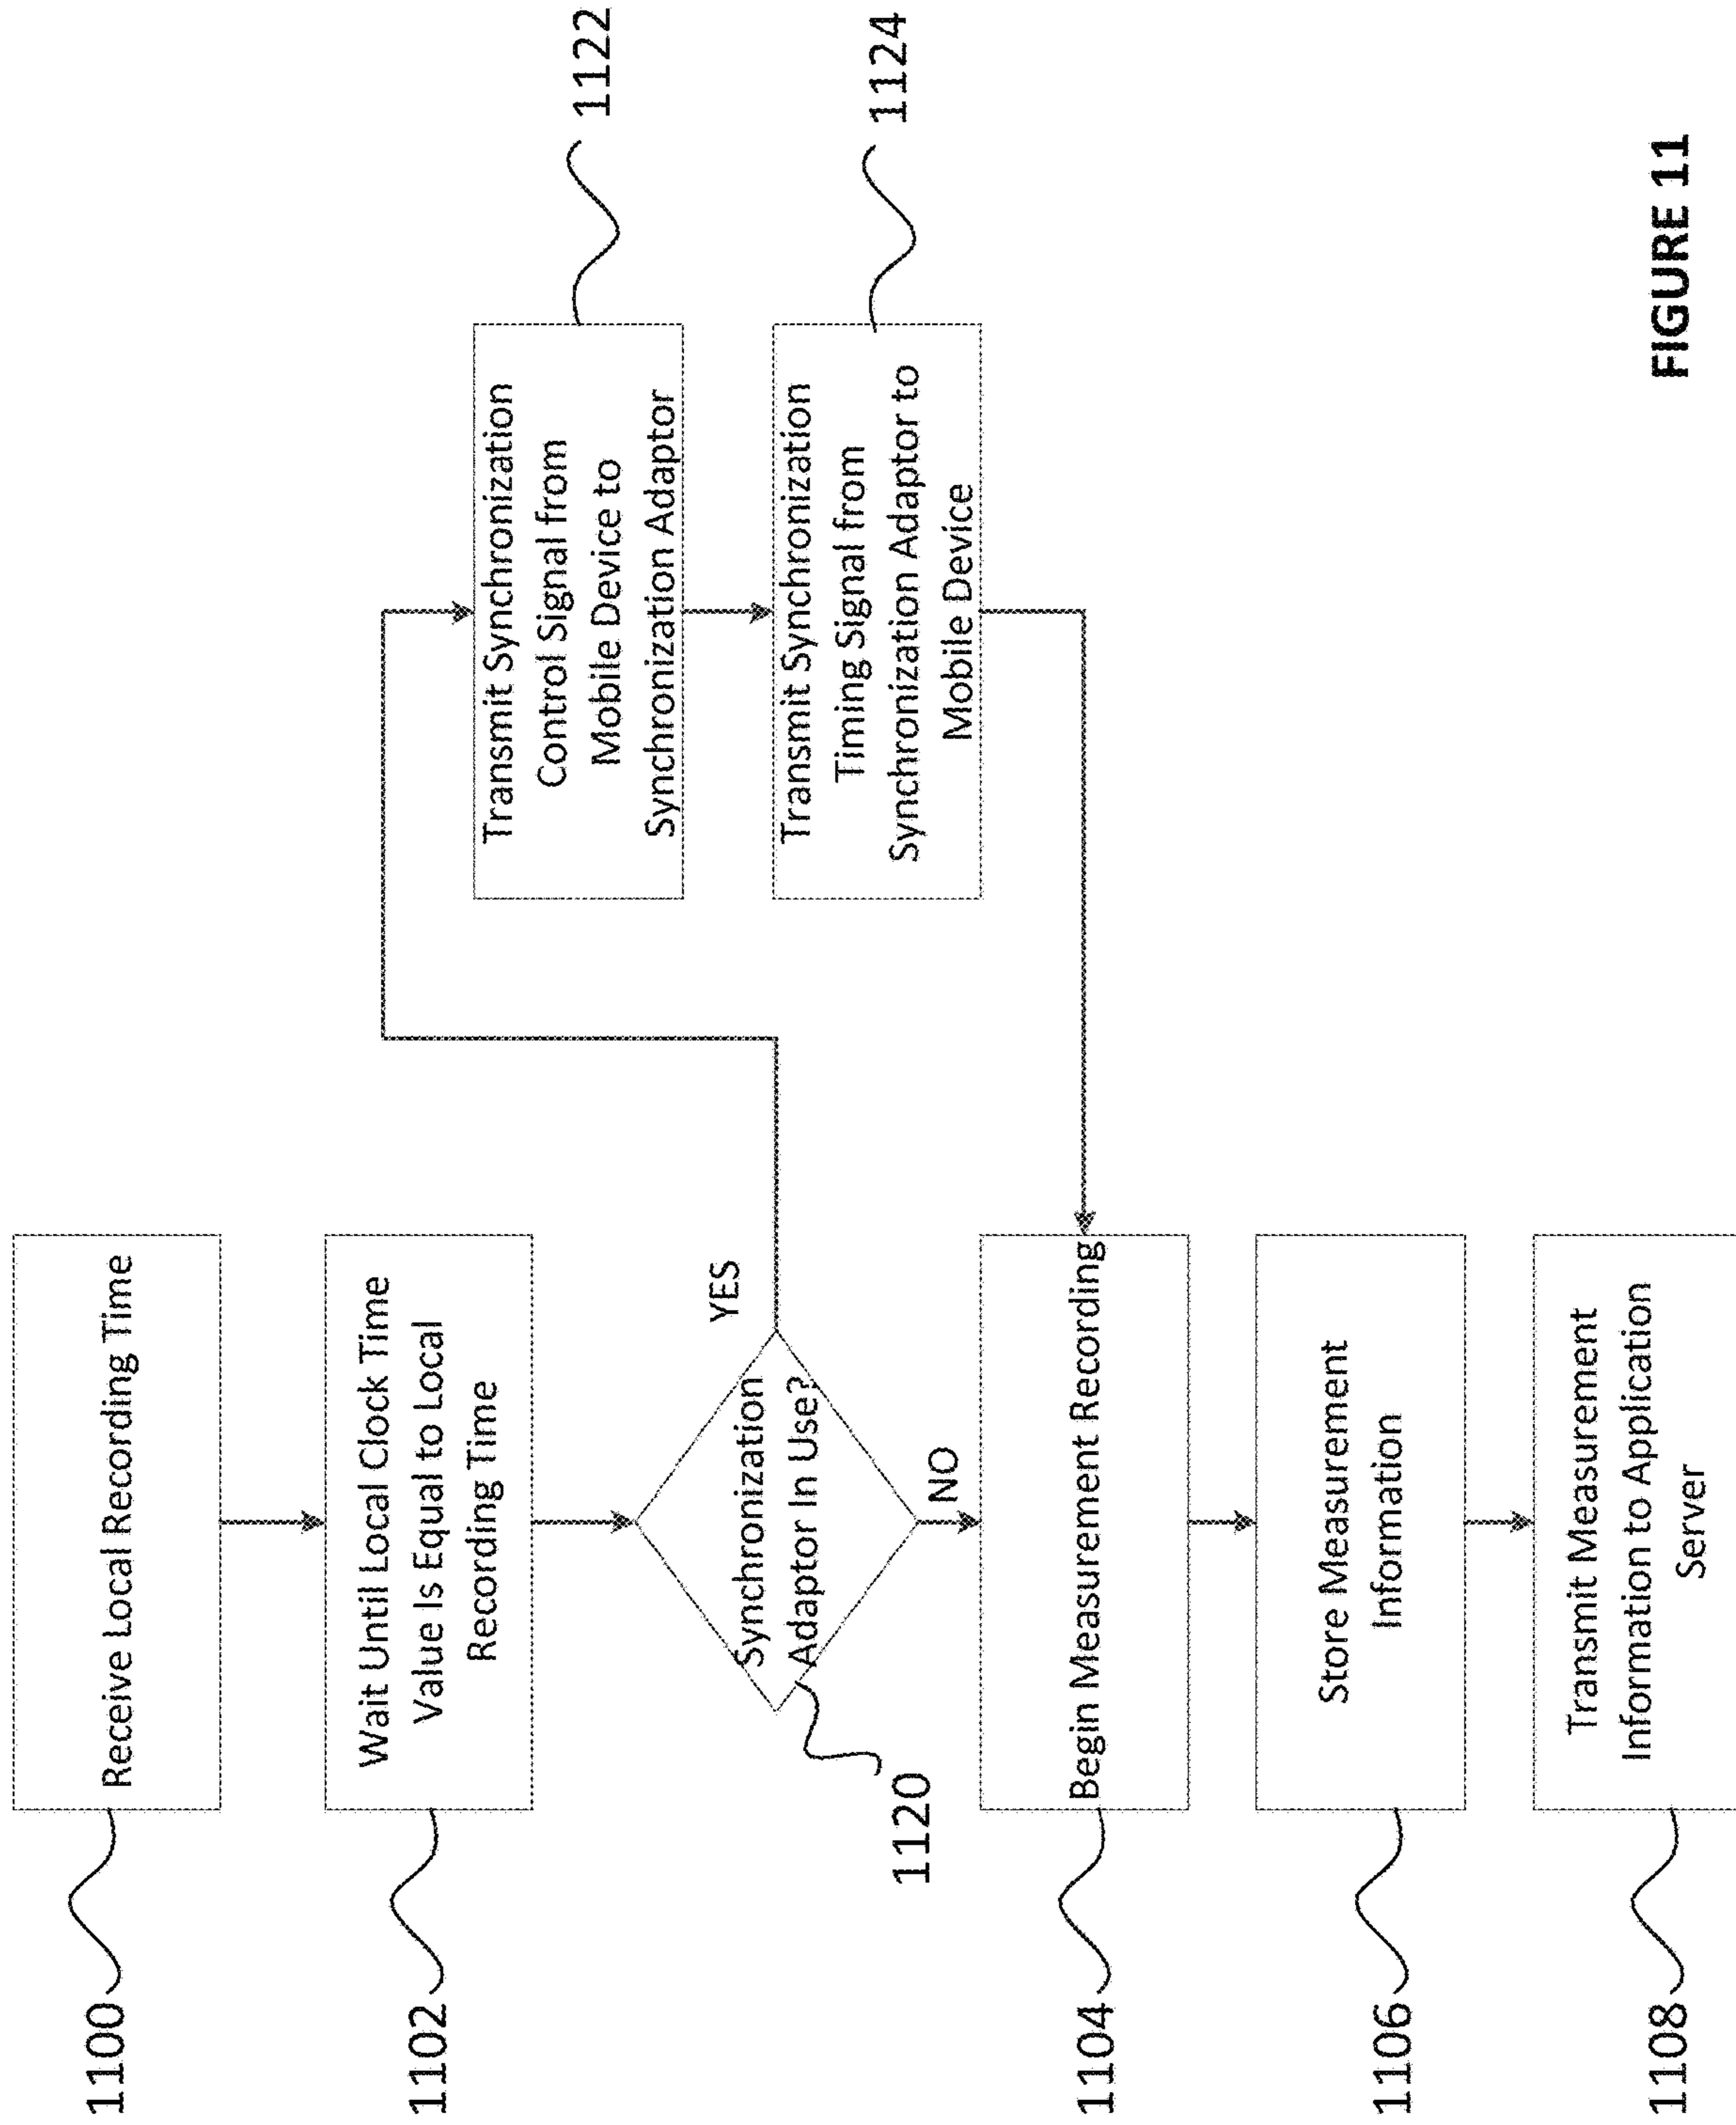 1100
Receive Local Recording Time
1102
Wait Until Local Clock Time
Value Is Equal to Local
Recording Time
1120
Synchronization
Adaptor In Use?
YES
NO
Transmit Synchronization
Control Signal from
Mobile Device to
Synchronization Adaptor
1122
Transmit Synchronization
Timing Signal from
Synchronization Adaptor to
Mobile Device
1124
1104
Begin Measurement Recording
1106
Store Measurement
Information
1108
Transmit Measurement
Information to Application
Server
FIGURE 11